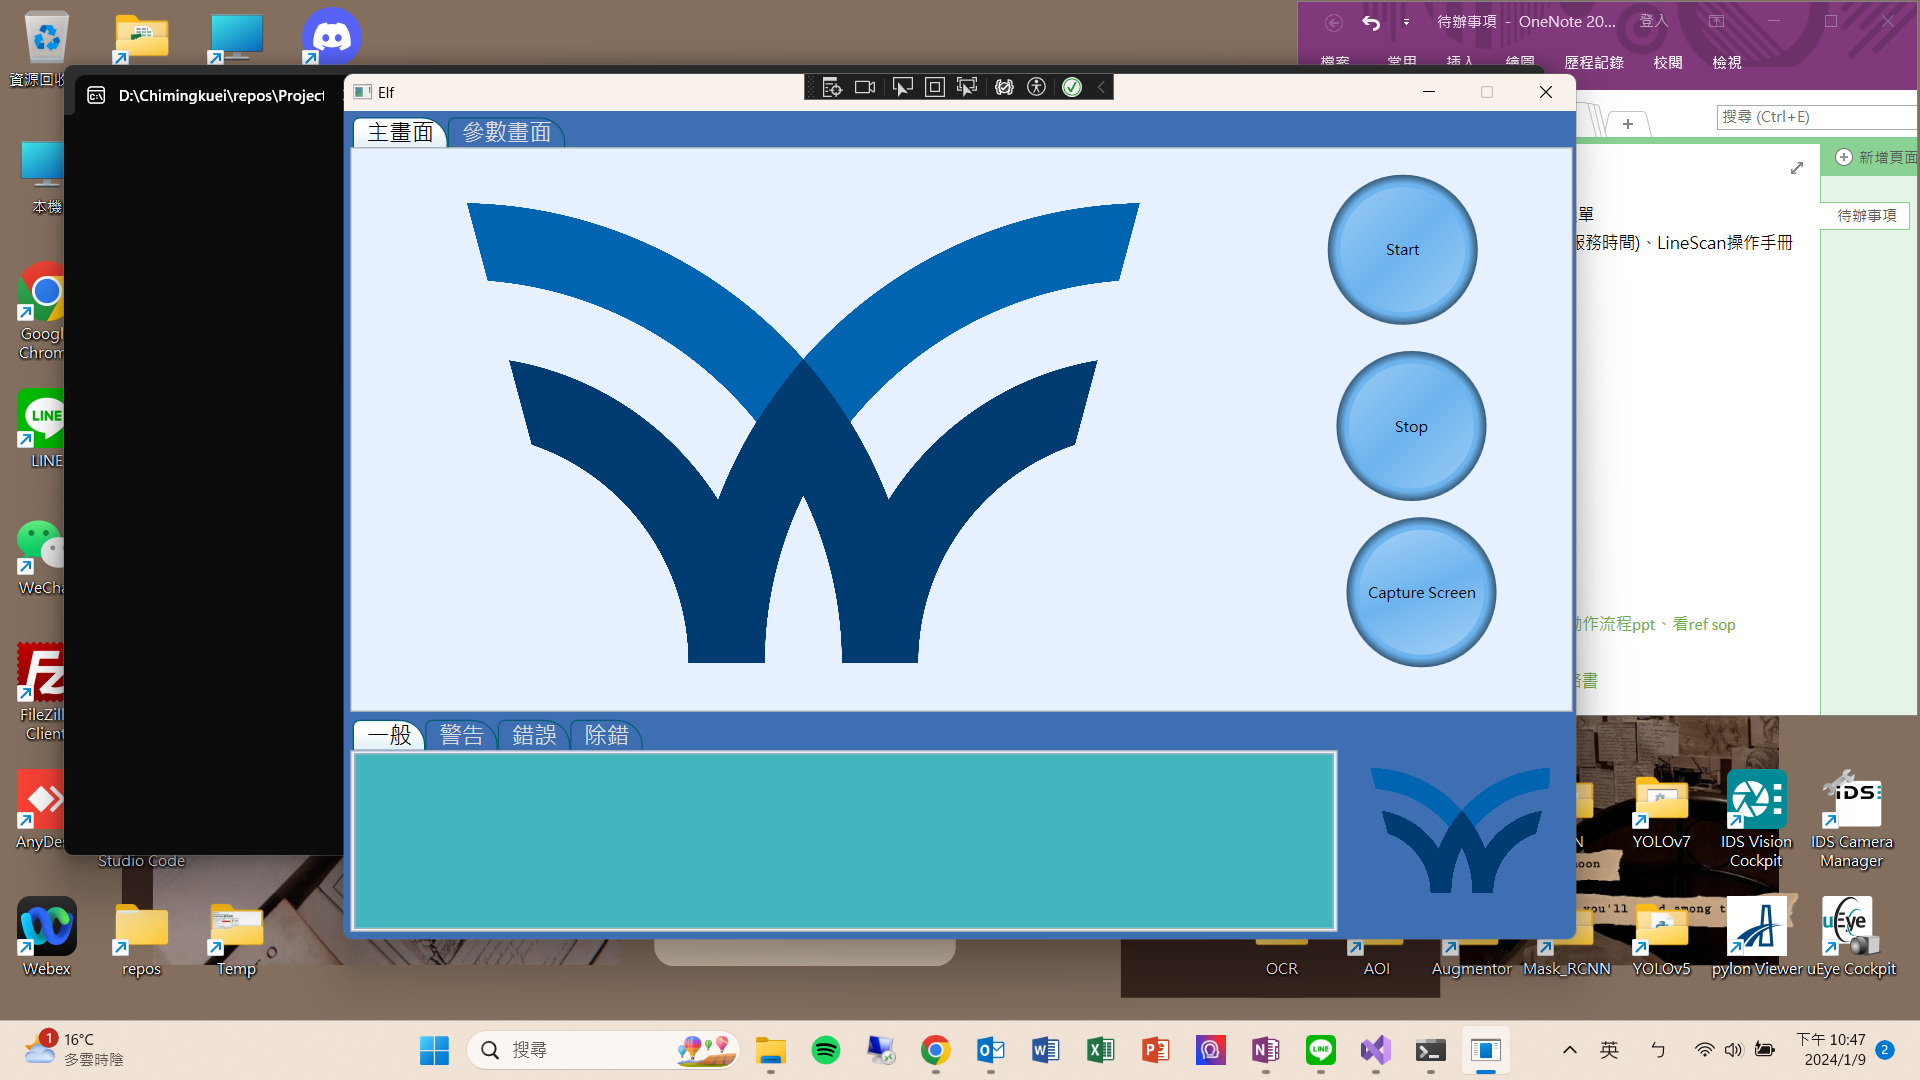 資源回收
本機
Google
Chrom
LINE
WeCha
FileZill
Client
AnyDes
Studio Code
Webex
repos
Temp
D:\Chimingkuei\repos\Project
Elf
主畫面
參數畫面
Start
Stop
Capture Screen
一般
警告
錯誤
除錯
待辦事項 - OneNote 20...
登入
檔案
常用
插入
繪圖
歷程記錄
校閱
檢視
搜尋 (Ctrl+E)
新增頁面
待辦事項
單
服務時間)、LineScan操作手冊
動作流程ppt、看ref sop
YOLOv7
IDS Vision
Cockpit
IDS
IDS Camera
Manager
OCR
AOI
Augmentor
Mask_RCNN
YOLOv5
pylon Viewer
uEye
uEye Cockpit
1
16°C
多雲時陰
搜尋
英
ㄅ
下午 10:47
2024/1/9
2